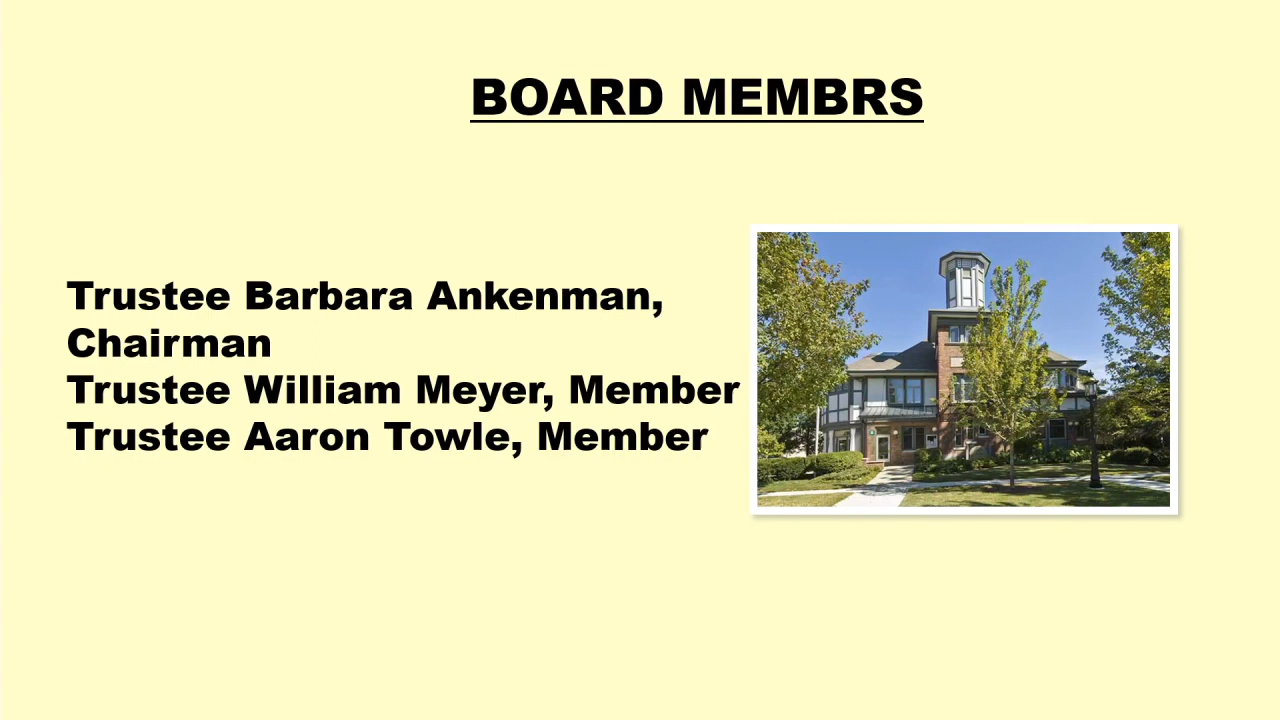 BOARD MEMBRS
Trustee Barbara Ankenman,
Chairman
Trustee William Meyer, Member
Trustee Aaron Towle, Member